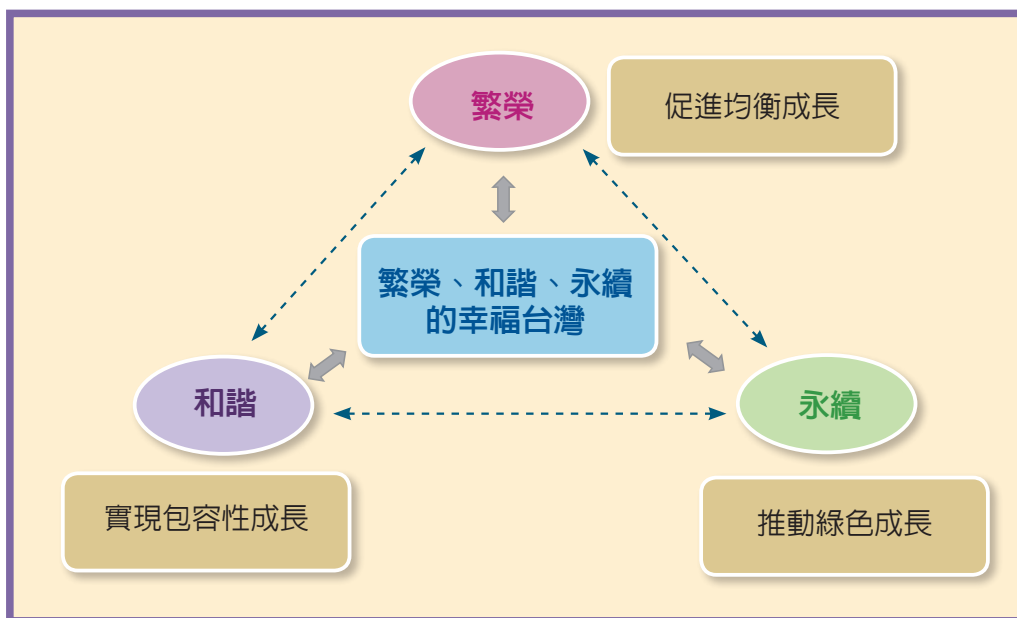 繁榮
促進均衡成長
繁榮、和諧、永續
的幸福台灣
和諧
永續
實現包容性成長
推動綠色成長